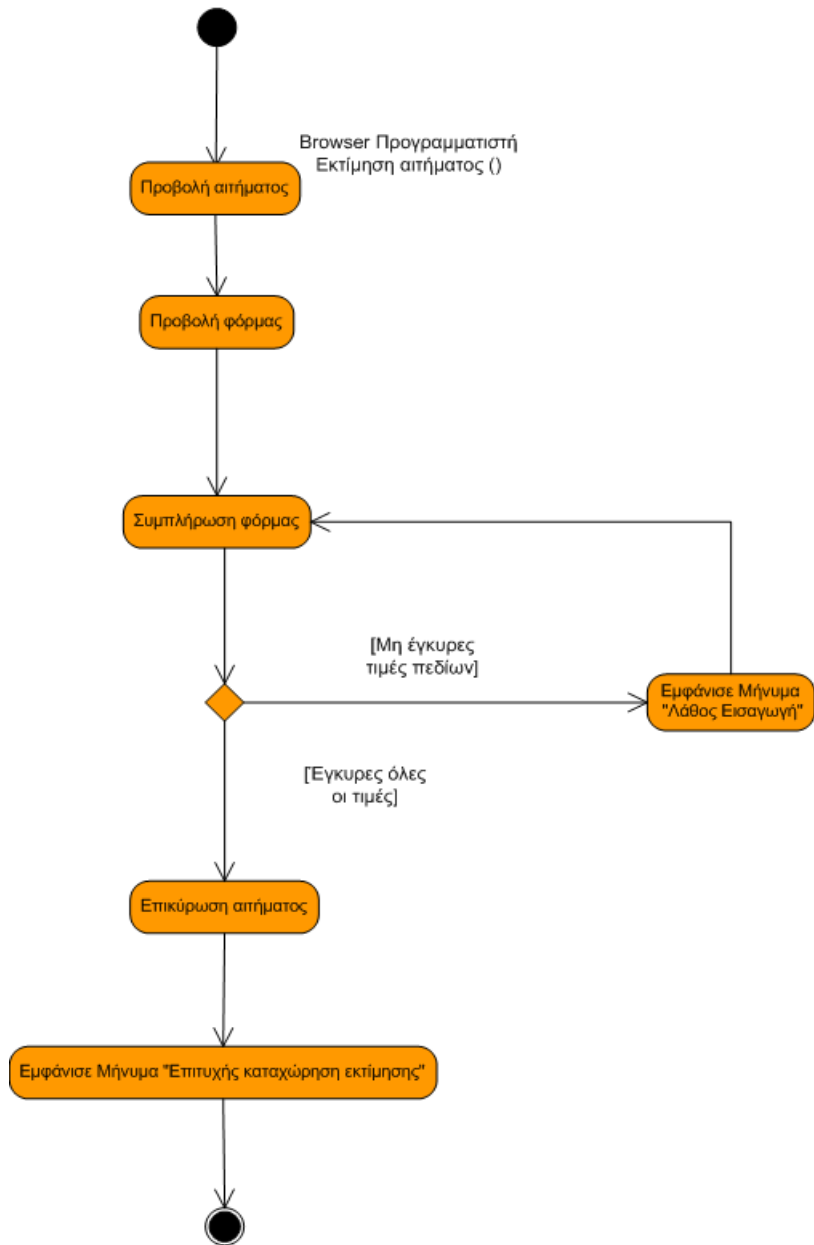 Browser Προγραμματιστή
Εκτίμηση αιτήματος ()
Προβολή αιτήματος
Προβολή φόρμας
Συμπλήρωση φόρμας
[Μη έγκυρες
τιμές πεδίων]
Εμφάνισε Μήνυμα
"Λάθος Εισαγωγή"
[Έγκυρες όλες
οι τιμές]
Επικύρωση αιτήματος
Εμφάνισε Μήνυμα "Επιτυχής καταχώρηση εκτίμησης"